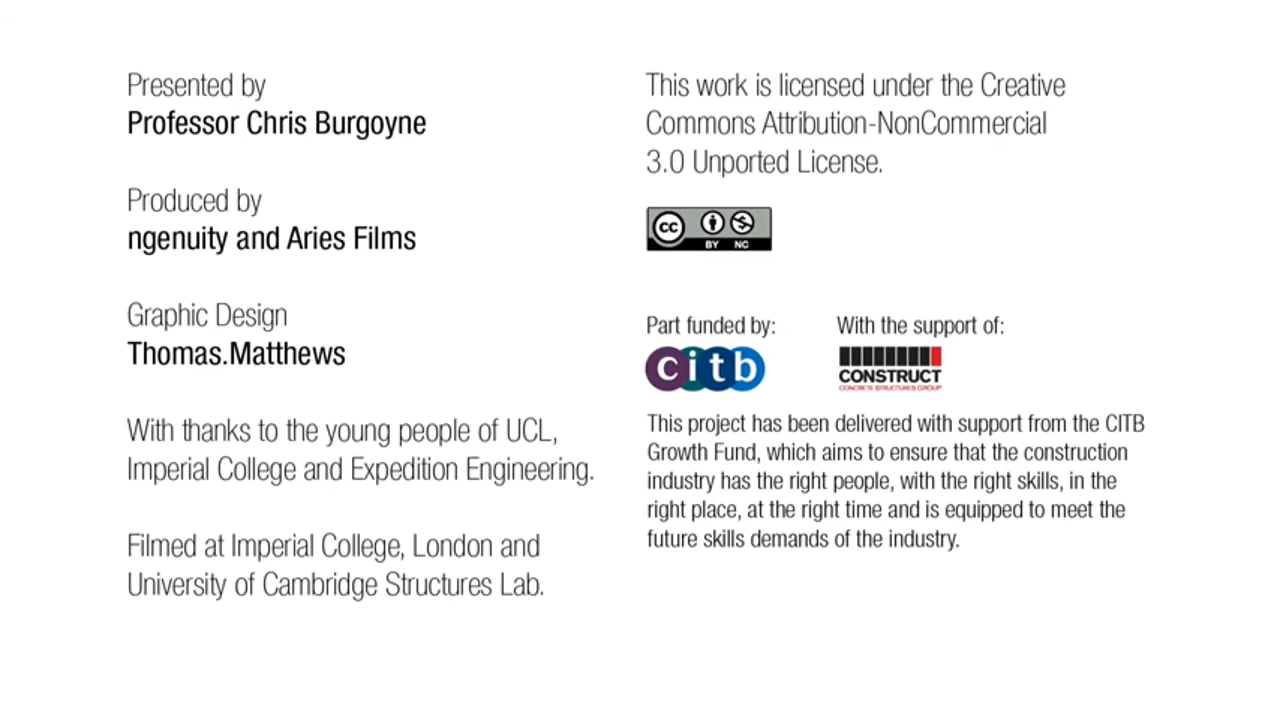 Presented by
Professor Chris Burgoyne
Produced by
ngenuity and Aries Films
Graphic Design
Thomas.Matthews
With thanks to the young people of UCL,
Imperial College and Expedition Engineering.
Filmed at Imperial College, London and
University of Cambridge Structures Lab.
This work is licensed under the Creative
Commons Attribution-NonCommercial
3.0 Unported License.
cc
BY NC
Part funded by:
citb
With the support of:
CONSTRUCT
CONCRETE STRUCTURES GROUP
This project has been delivered with support from the CITB
Growth Fund, which aims to ensure that the construction
industry has the right people, with the right skills, in the
right place, at the right time and is equipped to meet the
future skills demands of the industry.